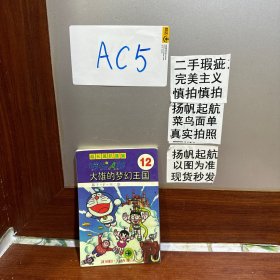 AC5
二手瑕疵
完美主义
慎拍慎拍
扬帆起航
菜鸟面单
真实拍照
扬帆起航
以图为准
现货秒发
12
大雄的梦幻王国